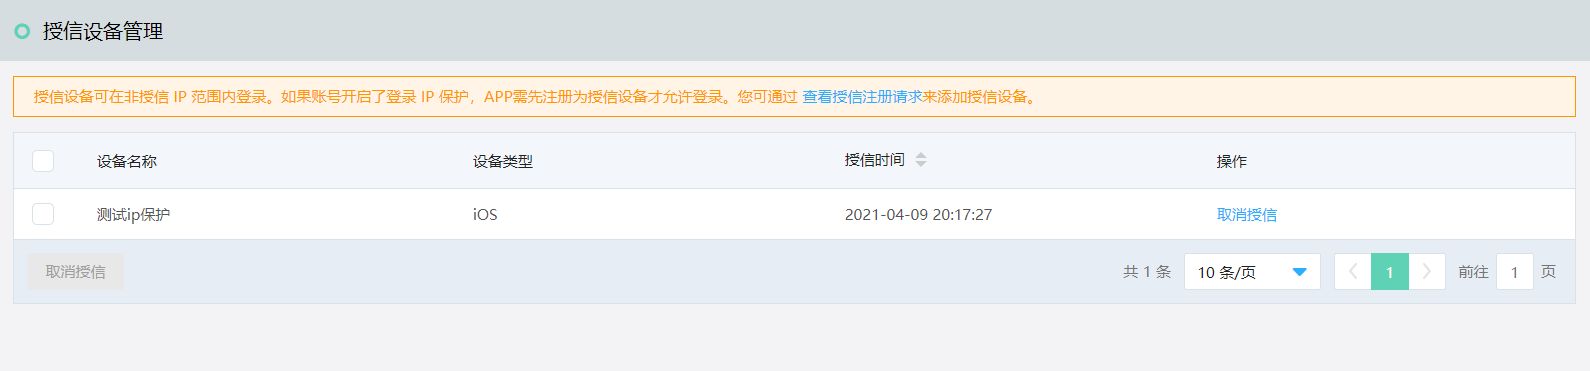 授信设备管理
授信设备可在非授信 IP 范围内登录。如果账号开启了登录 IP 保护，APP需先注册为授信设备才允许登录。您可通过 查看授信注册请求来添加授信设备。
设备名称 设备类型 授信时间 操作
测试ip保护 iOS 2021-04-09 20:17:27 取消授信
取消授信 共 1 条 10 条/页 1 前往 1 页